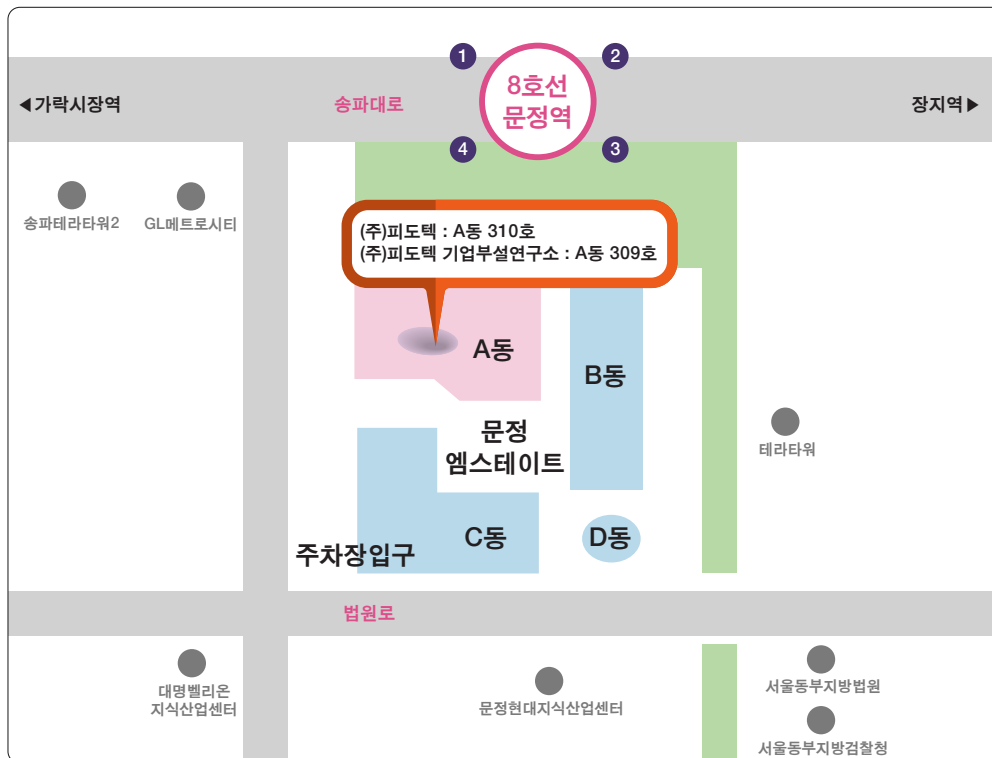 1
2
8호선
문정역
◀가락시장역
송파대로
장지역▶
4
3
송파테라타워2
GL메트로시티
(주)피도텍 : A동 310호
(주)피도텍 기업부설연구소 : A동 309호
A동
B동
문정
엠스테이트
테라타워
C동
D동
주차장입구
법원로
대명벨리온
지식산업센터
문정현대지식산업센터
서울동부지방법원
서울동부지방검찰청